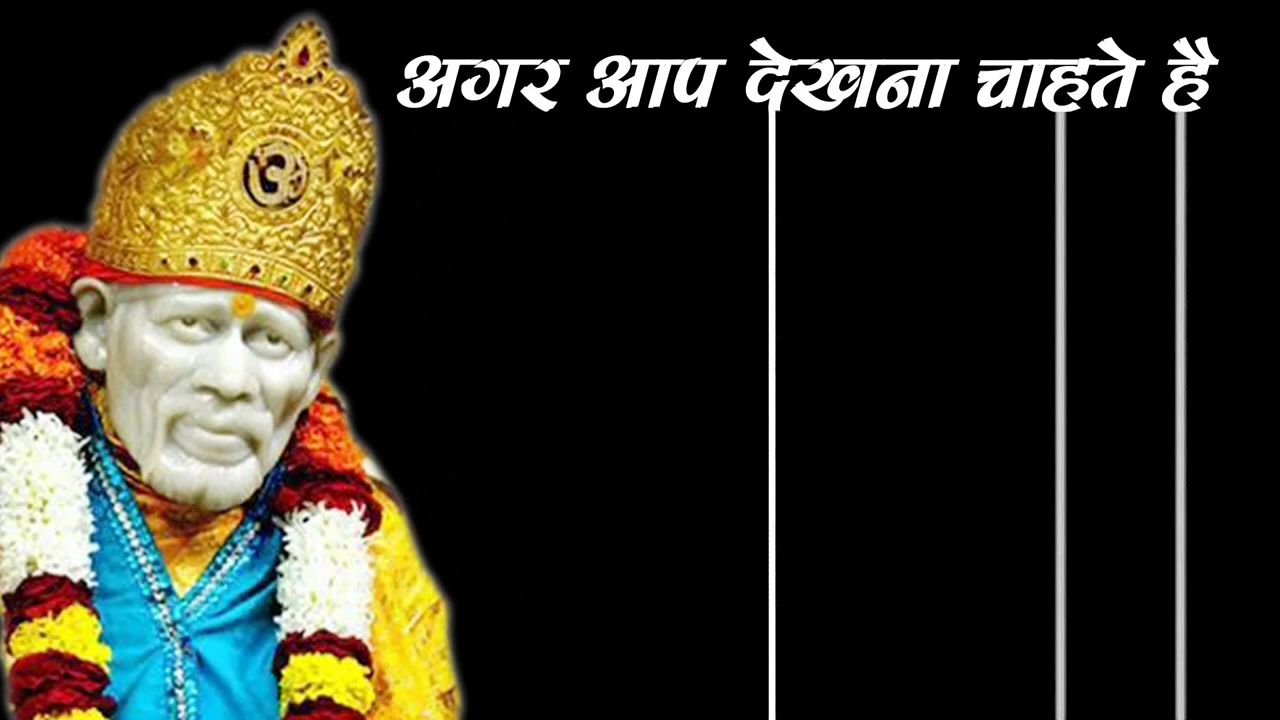 अगर आप देखना चाहते है
ॐ